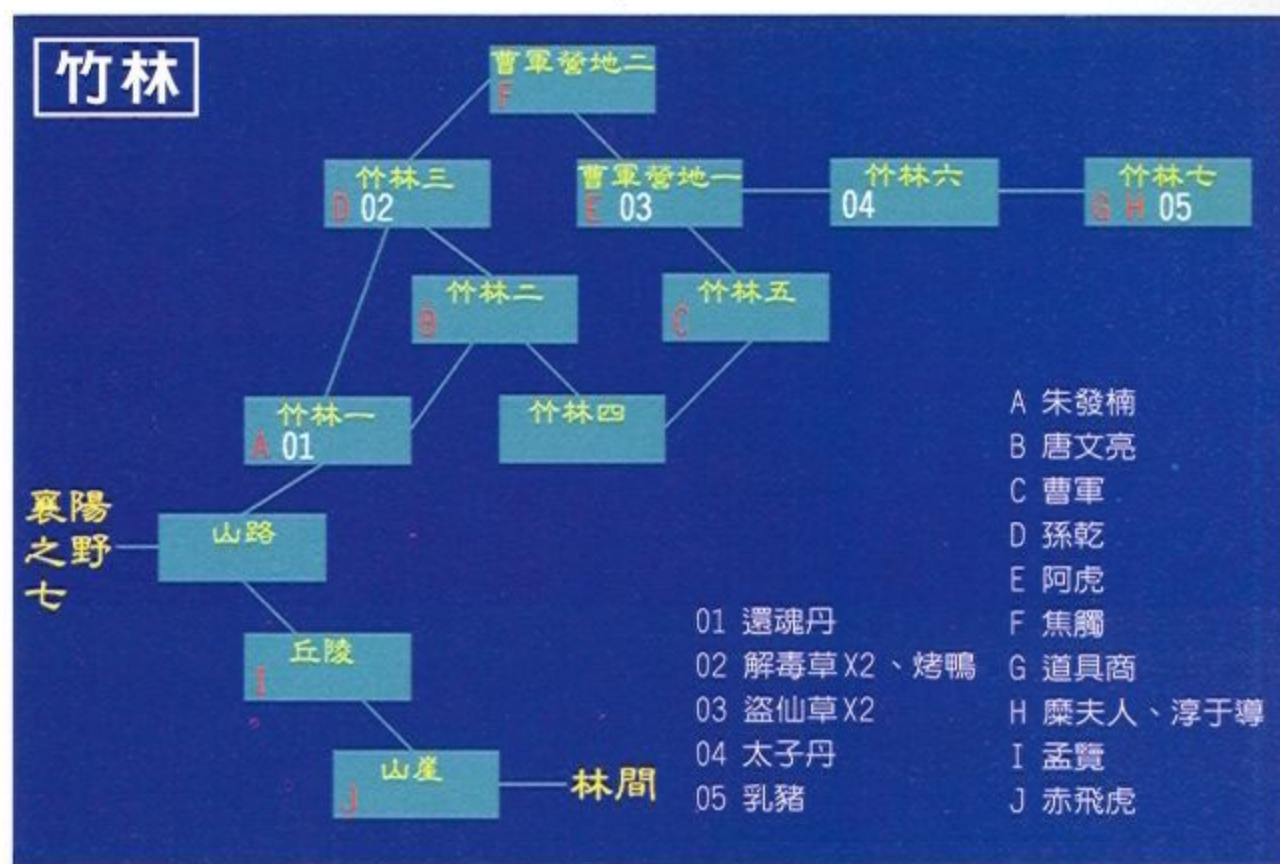 竹林
曹軍營地二
F
竹林三
D 02
曹軍營地一
E 03
竹林六
04
竹林七
G H 05
竹林二
B
竹林五
C
竹林一
A 01
竹林四
襄陽
之野
七
山路
丘陵
I
山崖
J
林間
01 還魂丹
02 解毒草X2、烤鴨
03 盜仙草X2
04 太子丹
05 乳豬
A 朱發楠
B 唐文亮
C 曹軍
D 孫乾
E 阿虎
F 焦觸
G 道具商
H 糜夫人、淳于導
I 孟覽
J 赤飛虎